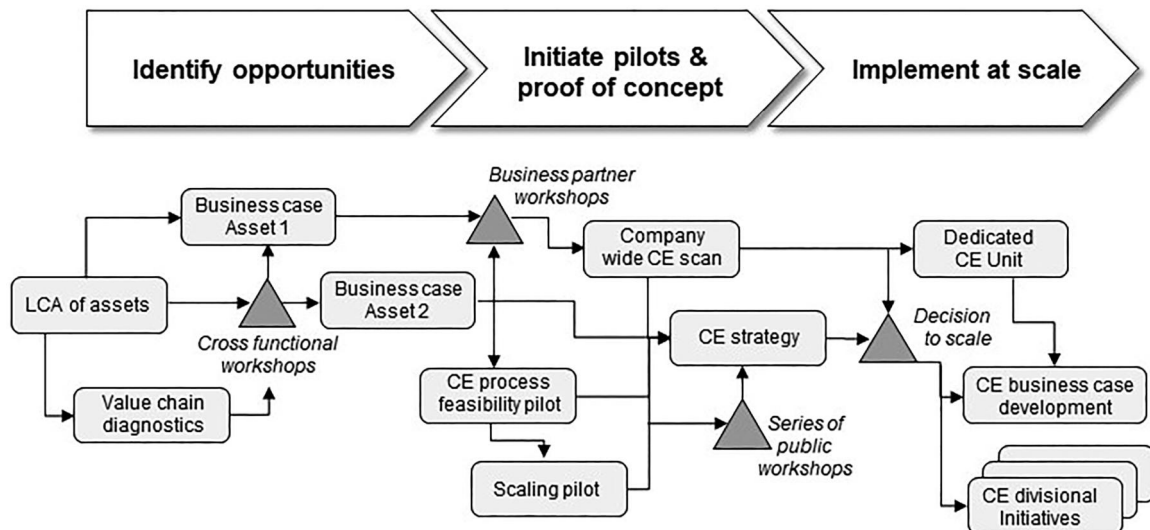 Identify opportunities
Initiate pilots &
proof of concept
Implement at scale
Business partner
workshops
Business case
Asset 1
Company
wide CE scan
Dedicated
CE Unit
LCA of assets
Business case
Asset 2
Cross functional
workshops
CE strategy
Decision
to scale
Value chain
diagnostics
CE process
feasibility pilot
CE business case
development
Series of
public
workshops
Scaling pilot
CE divisional
Initiatives